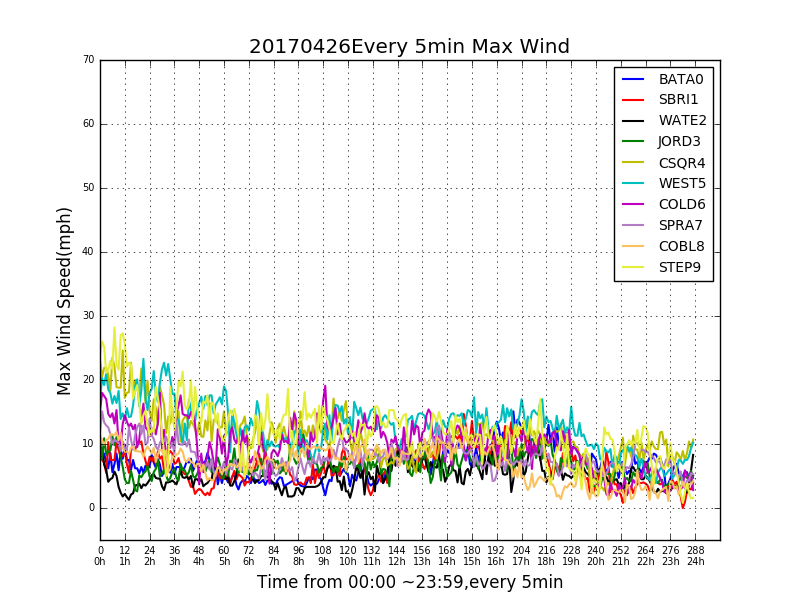 20170426Every 5min Max Wind
Max Wind Speed(mph)
70
60
50
40
30
20
10
0
BATA0
SBRI1
WATE2
JORD3
CSQR4
WEST5
COLD6
SPRA7
COBL8
STEP9
0 12 24 36 48 60 72 84 96 108 120 132 144 156 168 180 192 204 216 228 240 252 264 276 288
0h 1h 2h 3h 4h 5h 6h 7h 8h 9h 10h 11h 12h 13h 14h 15h 16h 17h 18h 19h 20h 21h 22h 23h 24h
Time from 00:00 ~23:59,every 5min